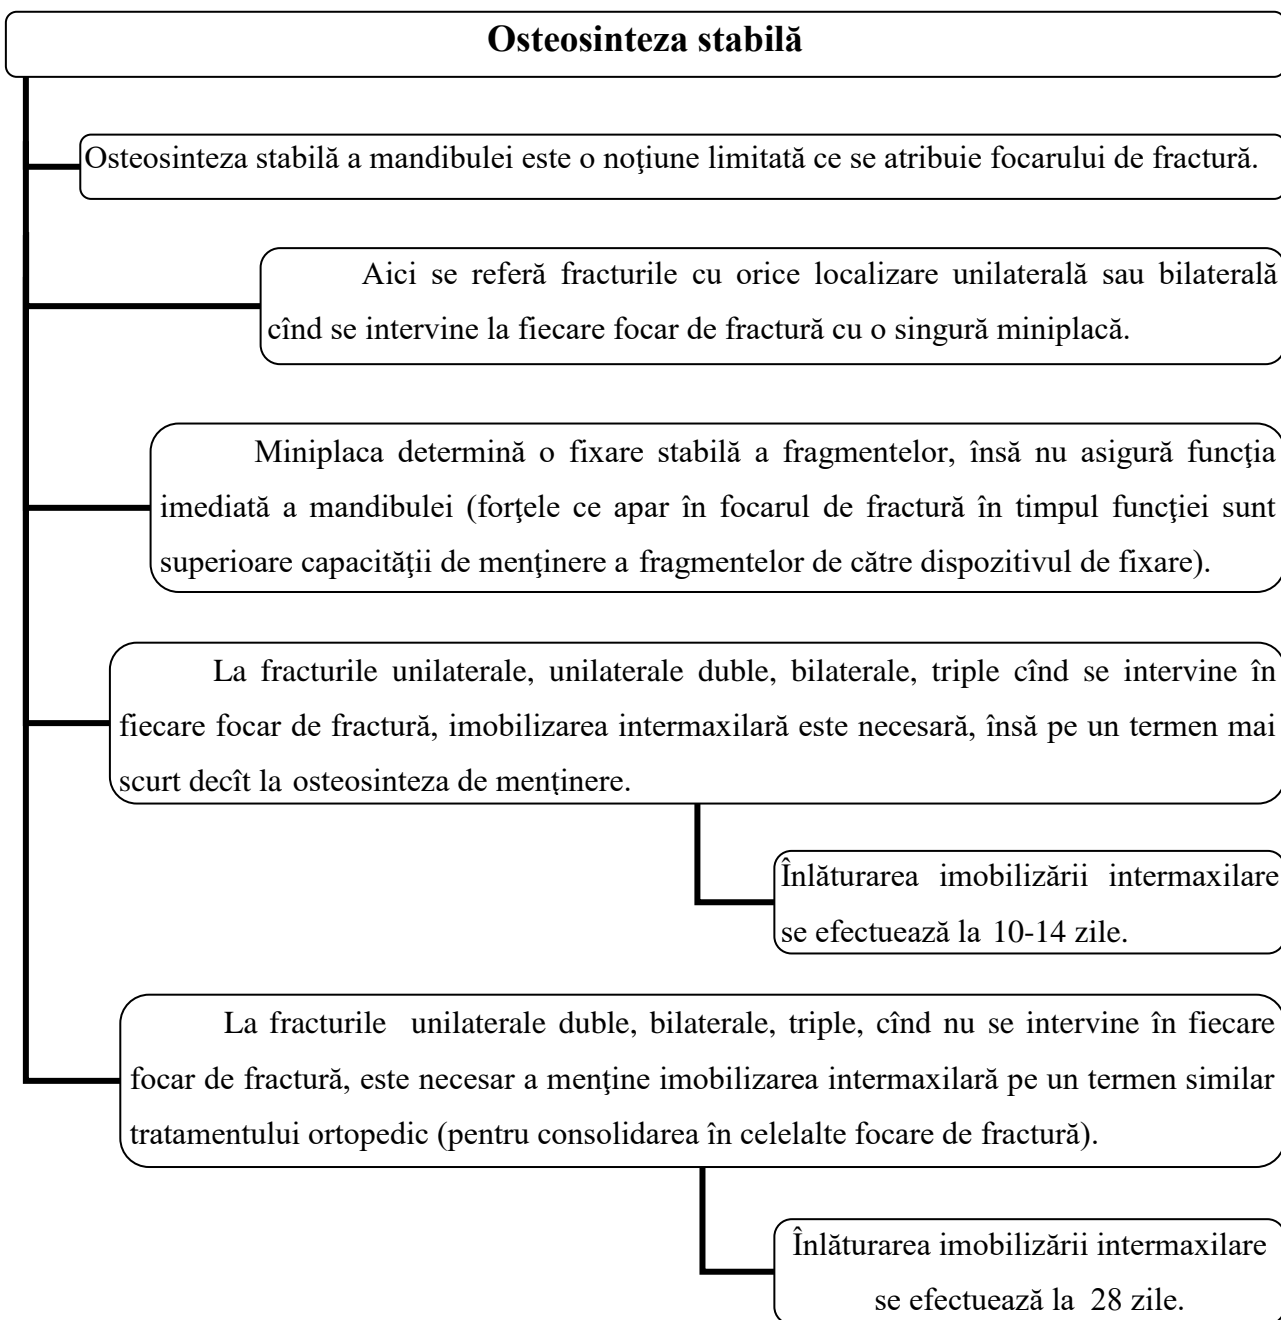 Osteosinteza stabilă
Osteosinteza stabilă a mandibulei este o noţiune limitată ce se atribuie focarului de fractură.
Aici se referă fracturile cu orice localizare unilaterală sau bilaterală
cînd se intervine la fiecare focar de fractură cu o singură miniplacă.
Miniplaca determină o fixare stabilă a fragmentelor, însă nu asigură funcţia
imediată a mandibulei (forţele ce apar în focarul de fractură în timpul funcţiei sunt
superioare capacităţii de menţinere a fragmentelor de către dispozitivul de fixare).
La fracturile unilaterale, unilaterale duble, bilaterale, triple cînd se intervine în
fiecare focar de fractură, imobilizarea intermaxilară este necesară, însă pe un termen mai
scurt decît la osteosinteza de menţinere.
Înlăturarea imobilizării intermaxilare
se efectuează la 10-14 zile.
La fracturile unilaterale duble, bilaterale, triple, cînd nu se intervine în fiecare
focar de fractură, este necesar a menţine imobilizarea intermaxilară pe un termen similar
tratamentului ortopedic (pentru consolidarea în celelalte focare de fractură).
Înlăturarea imobilizării intermaxilare
se efectuează la 28 zile.